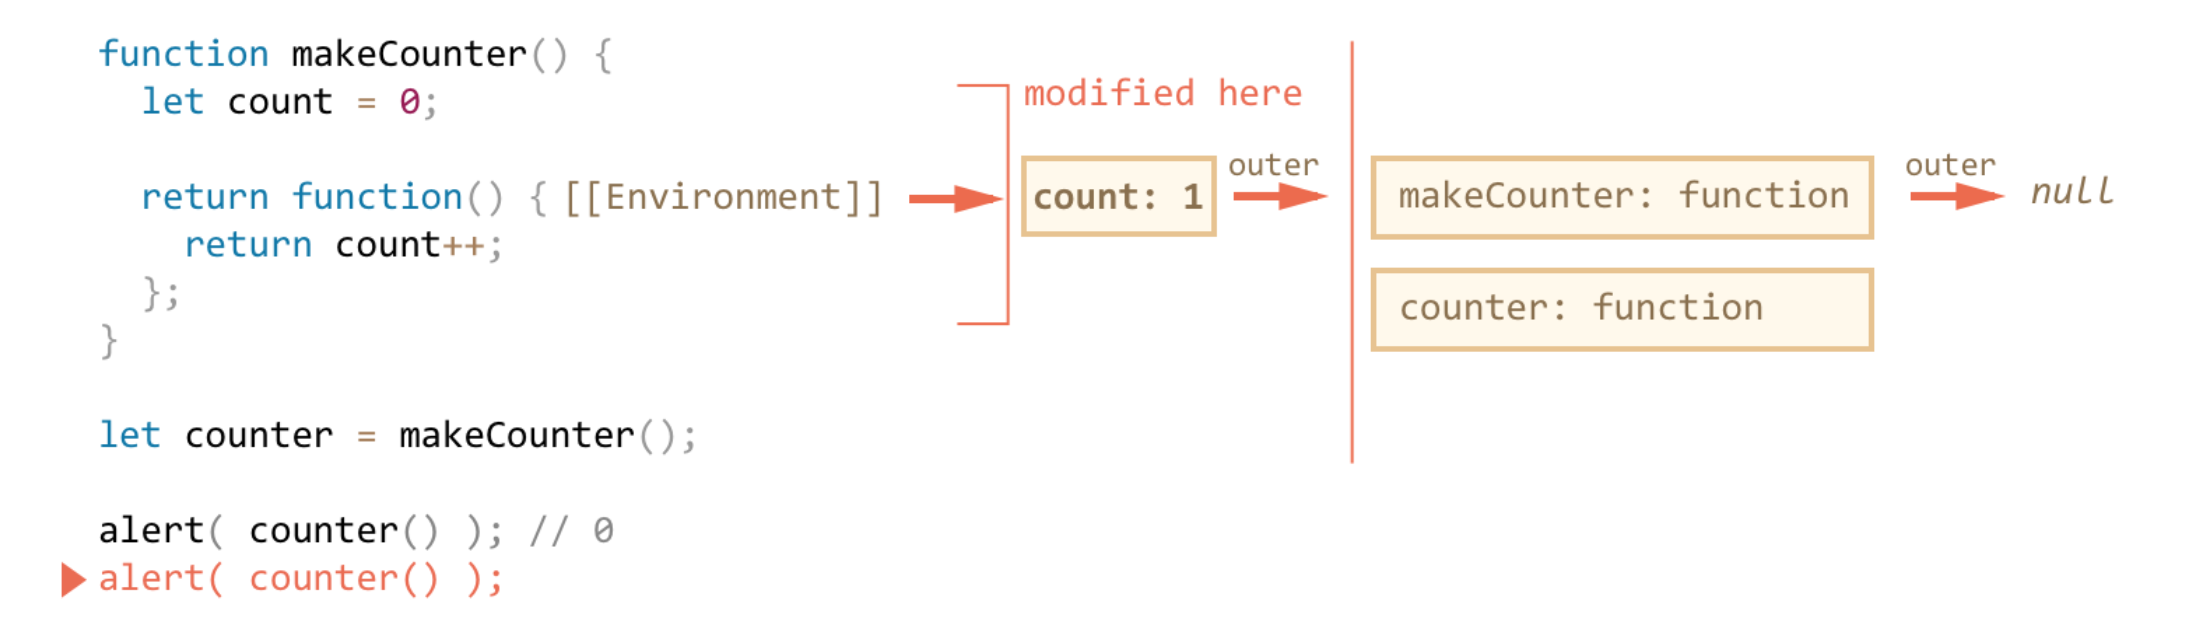 function makeCounter() {
let count = 0;
return function() { [[Environment]]
return count++;
};
}
let counter = makeCounter();
alert( counter() ); // 0
alert( counter() );
modified here
count: 1
outer
makeCounter: function
counter: function
outer
null